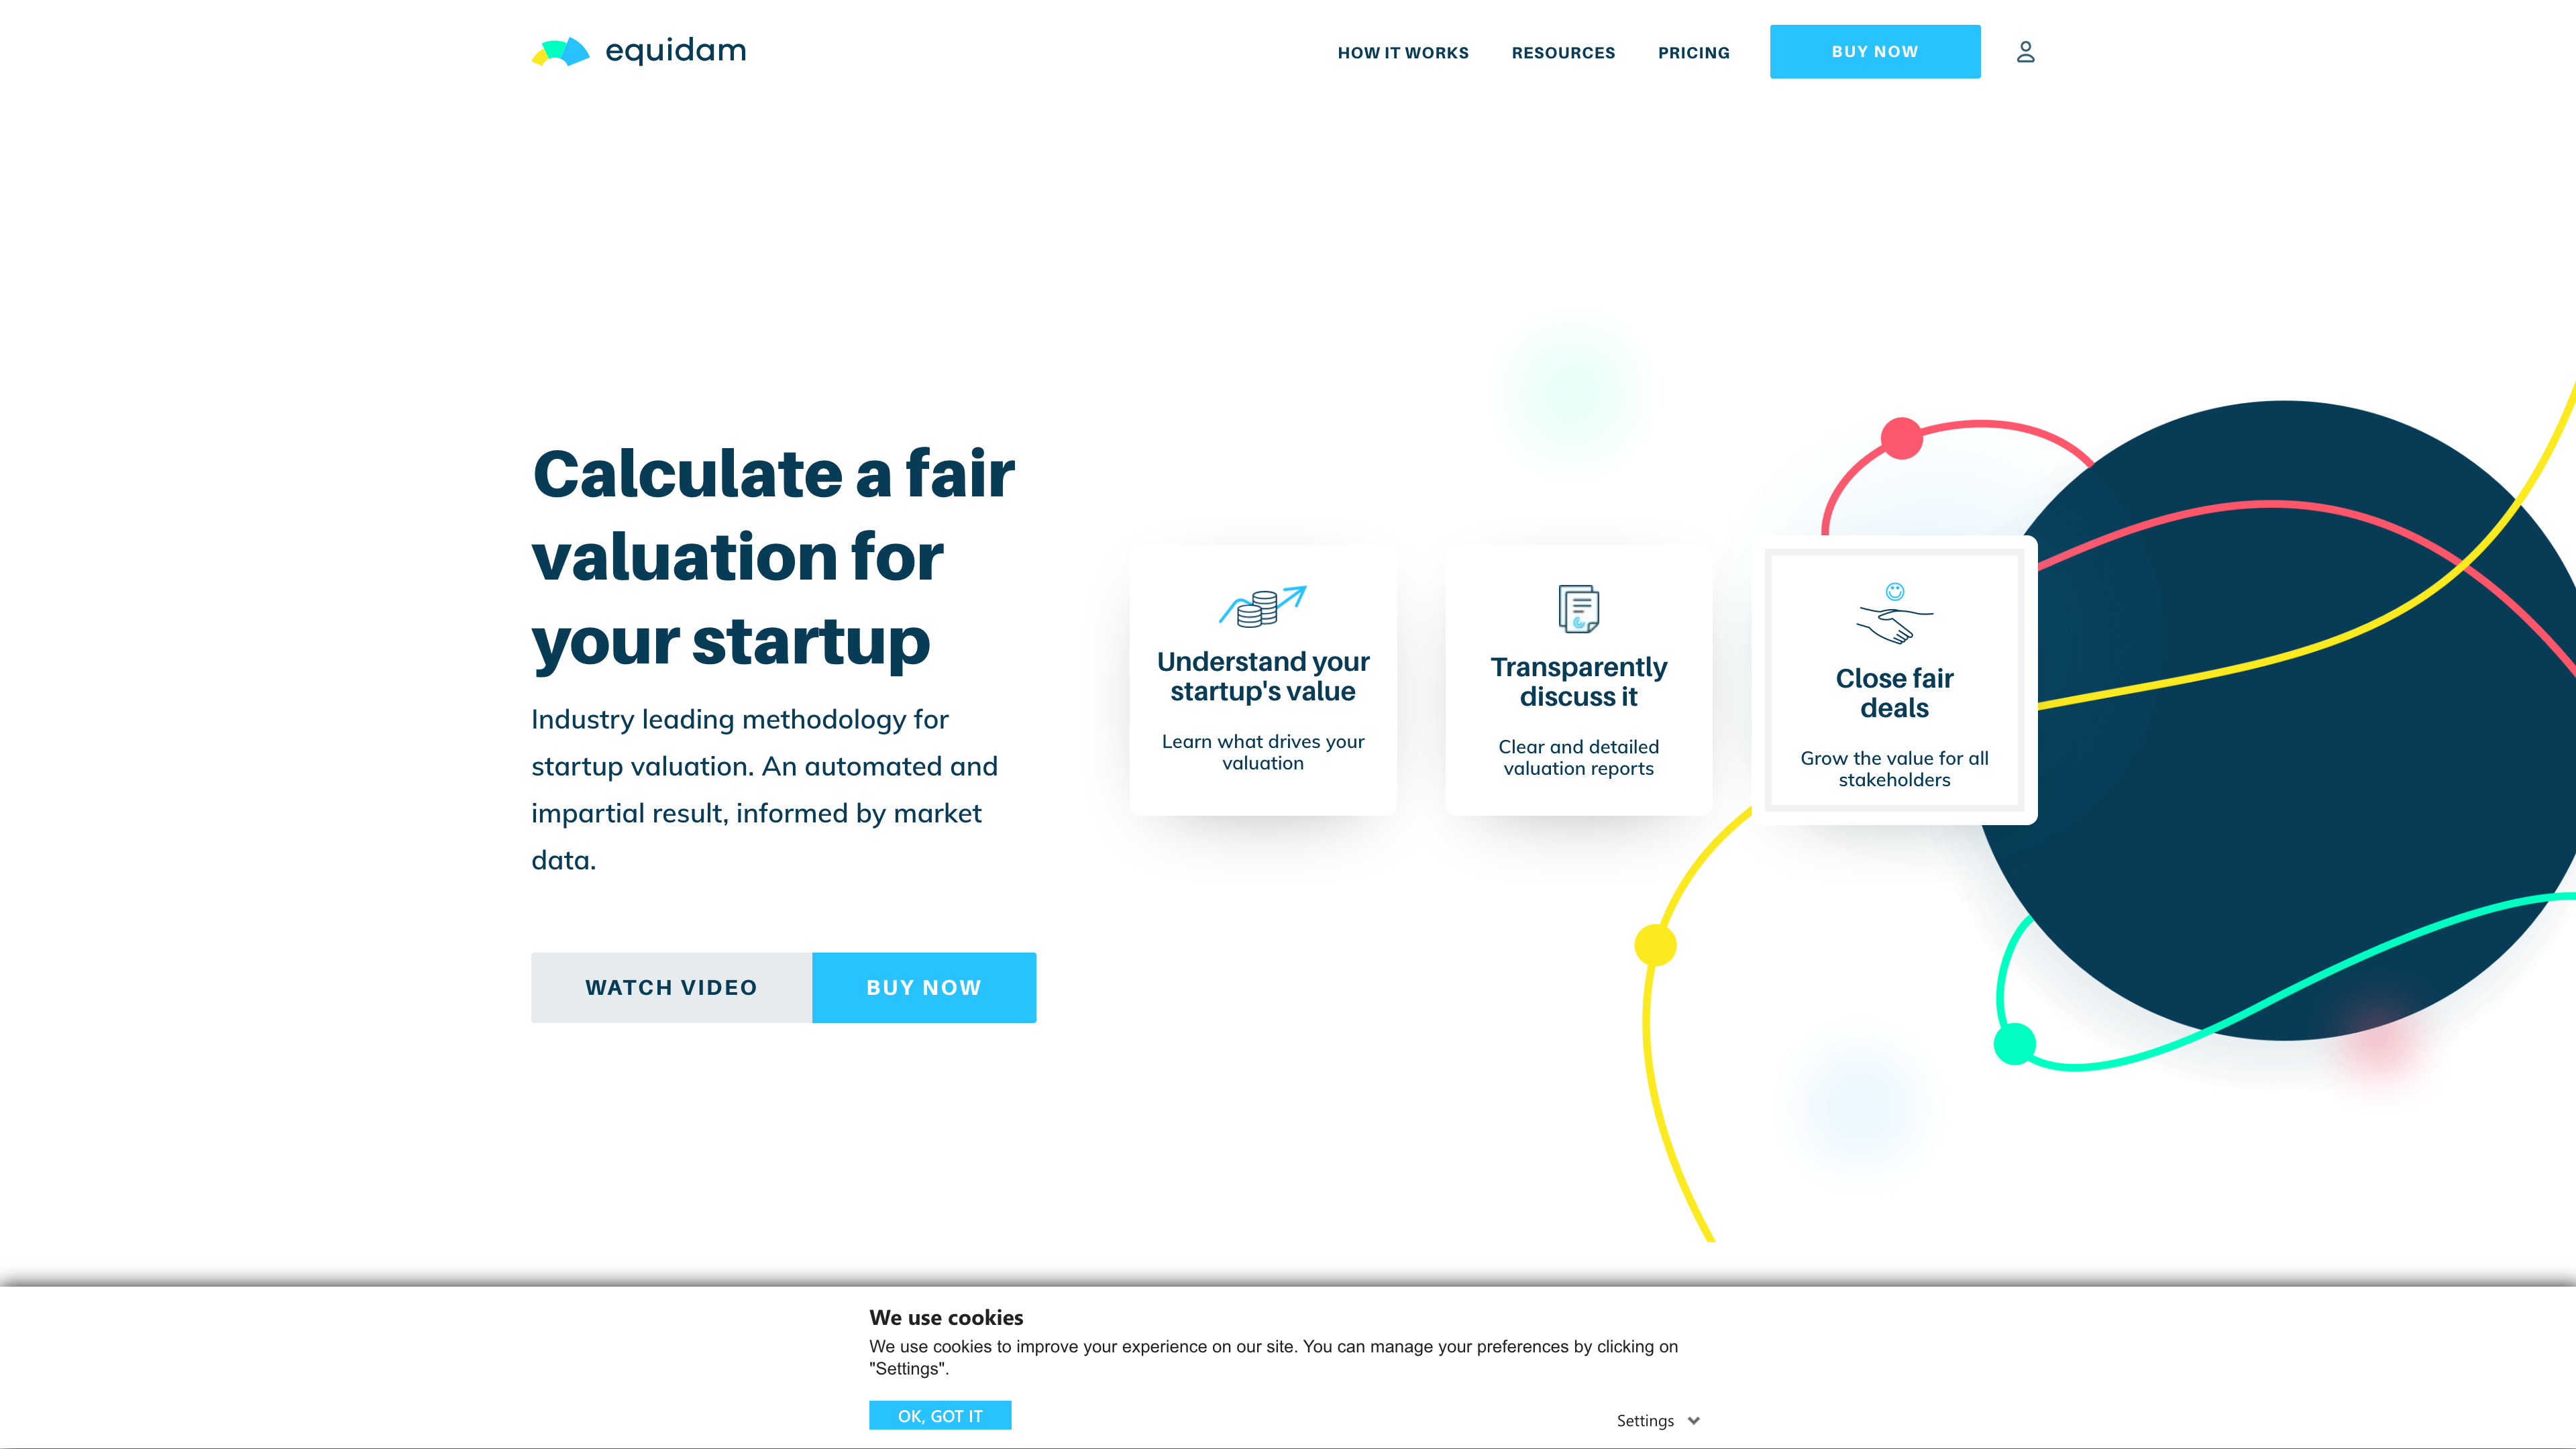 equidam
HOW IT WORKS
RESOURCES
PRICING
BUY NOW
Calculate a fair
valuation for
your startup
Industry leading methodology for
startup valuation. An automated and
impartial result, informed by market
data.
WATCH VIDEO
BUY NOW
Understand your
startup's value
Learn what drives your
valuation
Transparently
discuss it
Clear and detailed
valuation reports
Close fair
deals
Grow the value for all
stakeholders
We use cookies
We use cookies to improve your experience on our site. You can manage your preferences by clicking on
"Settings".
OK, GOT IT
Settings